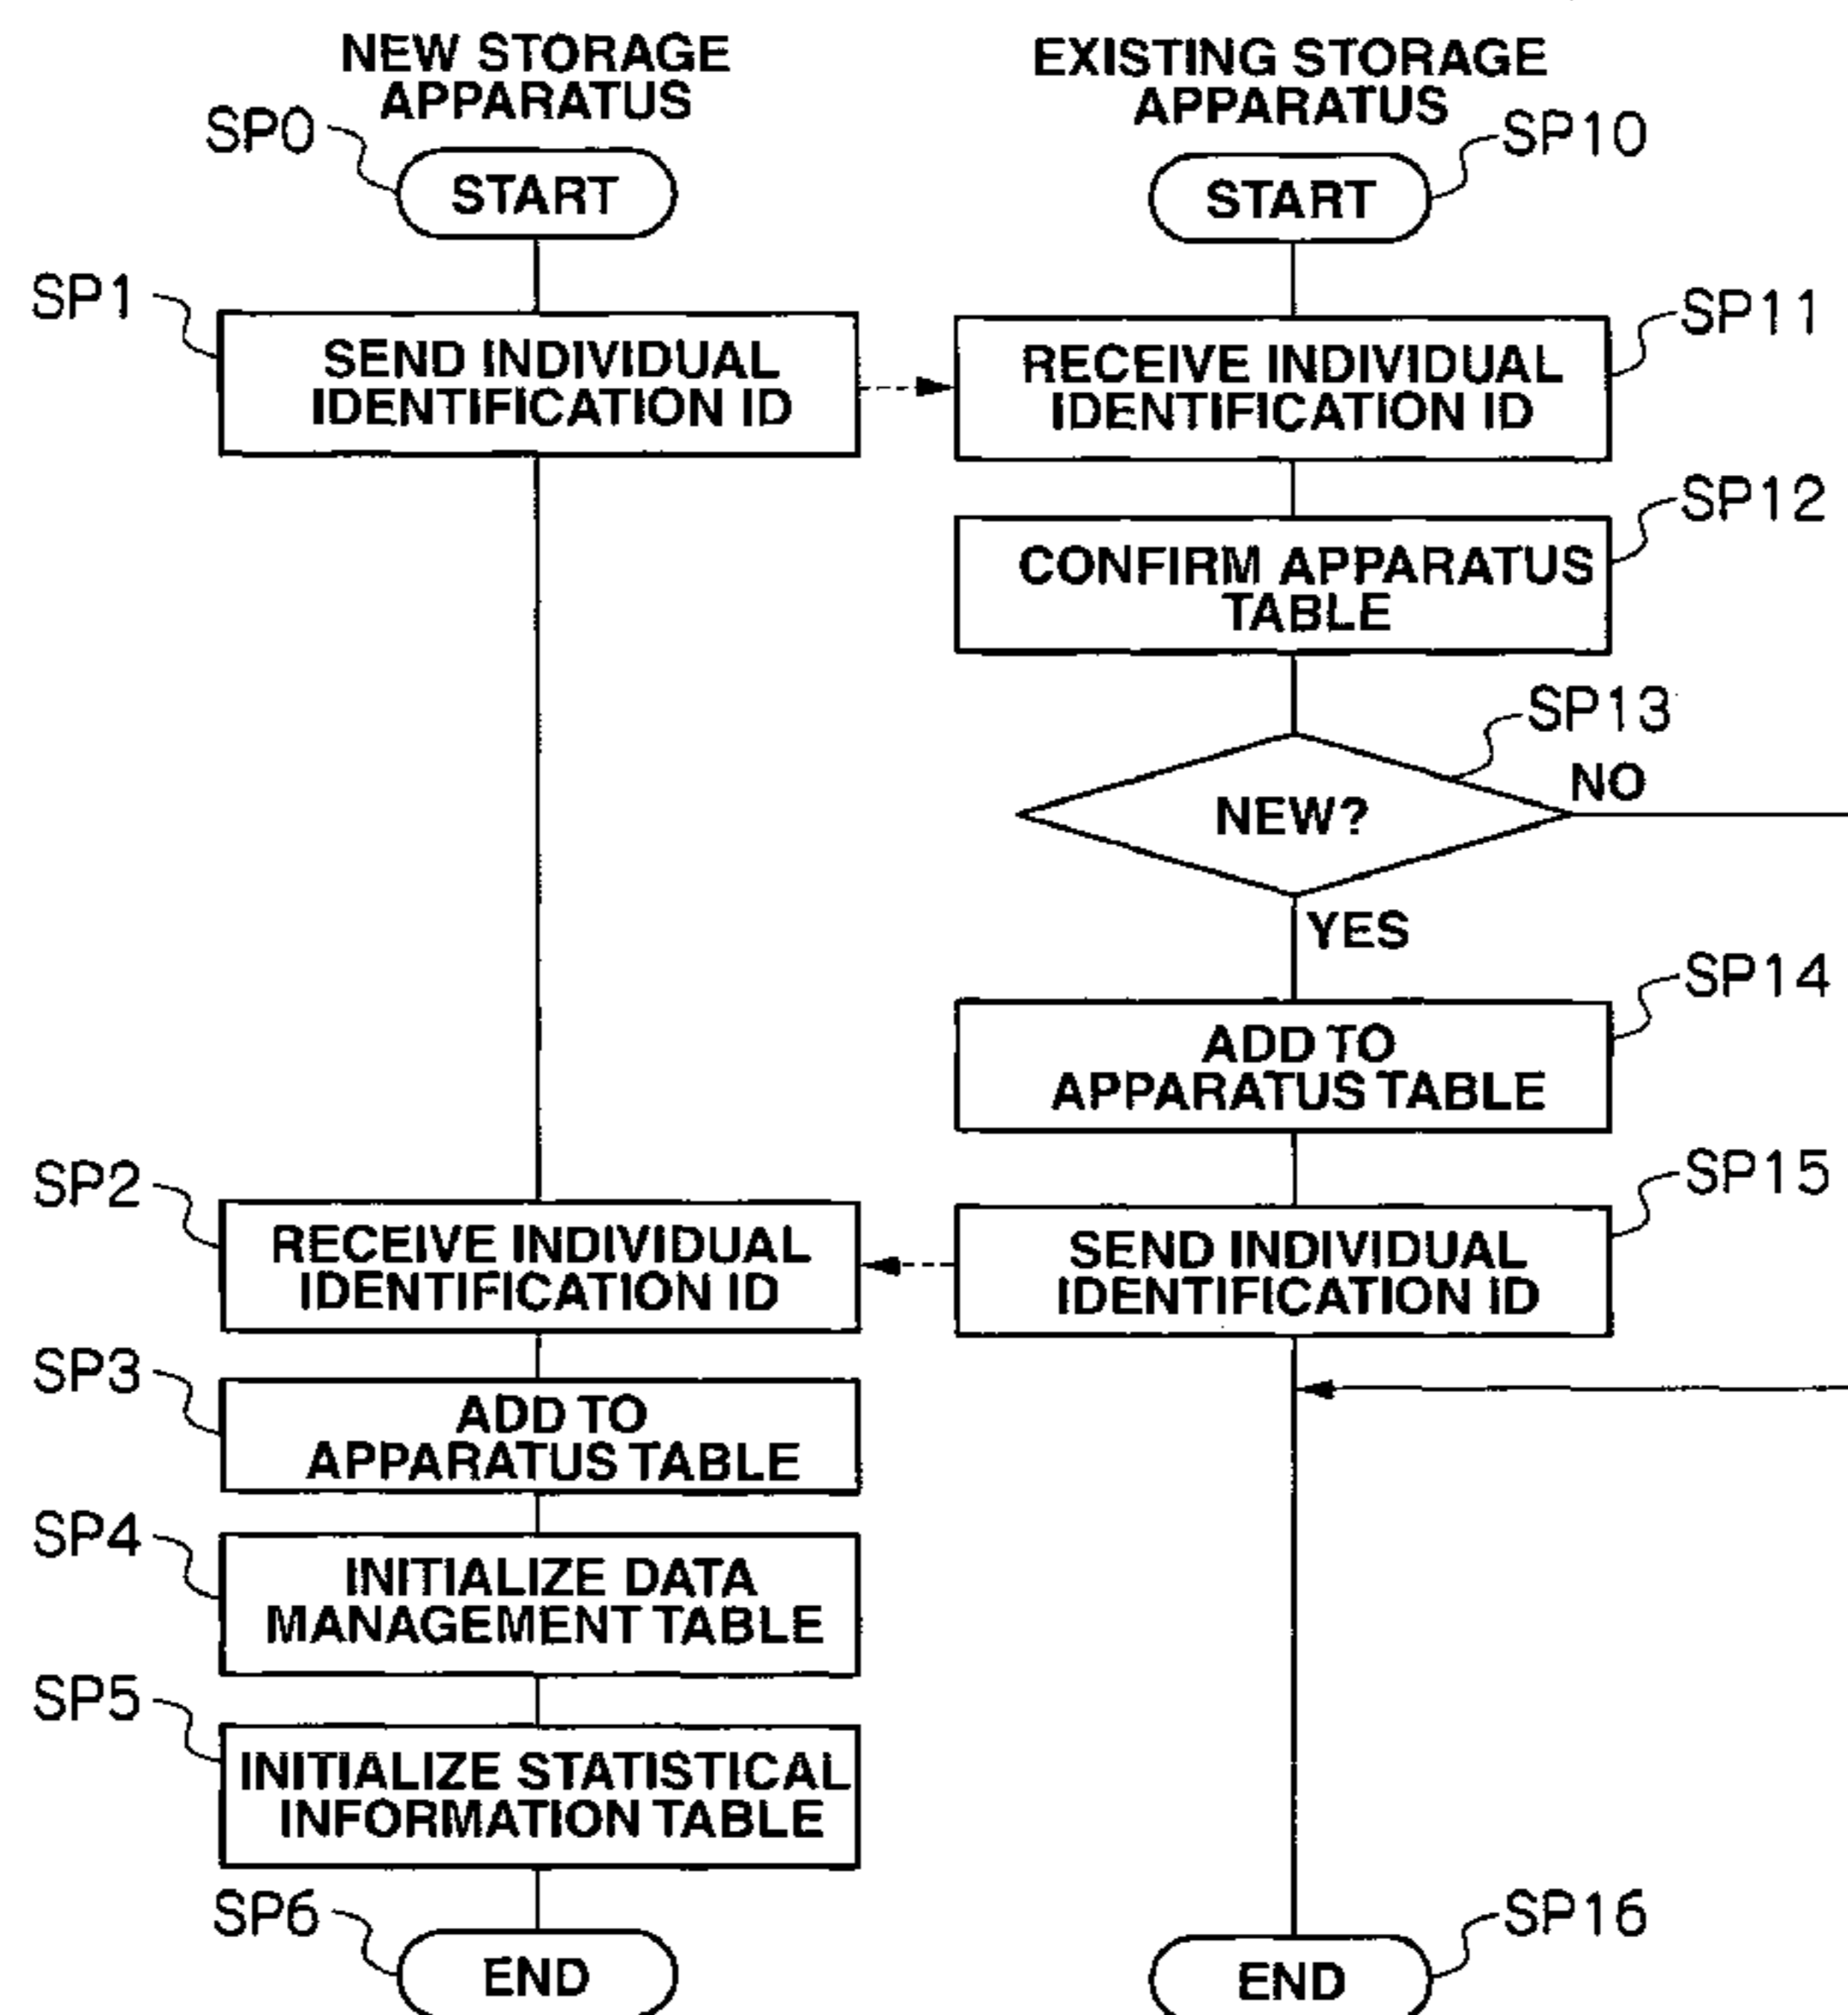 NEW STORAGE
APPARATUS
SP0
START
SP1
SEND INDIVIDUAL
IDENTIFICATION ID
SP2
RECEIVE INDIVIDUAL
IDENTIFICATION ID
SP3
ADD TO
APPARATUS TABLE
SP4
INITIALIZE DATA
MANAGEMENT TABLE
SP5
INITIALIZE STATISTICAL
INFORMATION TABLE
SP6
END
EXISTING STORAGE
APPARATUS
SP10
START
SP11
RECEIVE INDIVIDUAL
IDENTIFICATION ID
SP12
CONFIRM APPARATUS
TABLE
SP13
NEW?
NO
YES
SP14
ADD TO
APPARATUS TABLE
SP15
SEND INDIVIDUAL
IDENTIFICATION ID
SP16
END